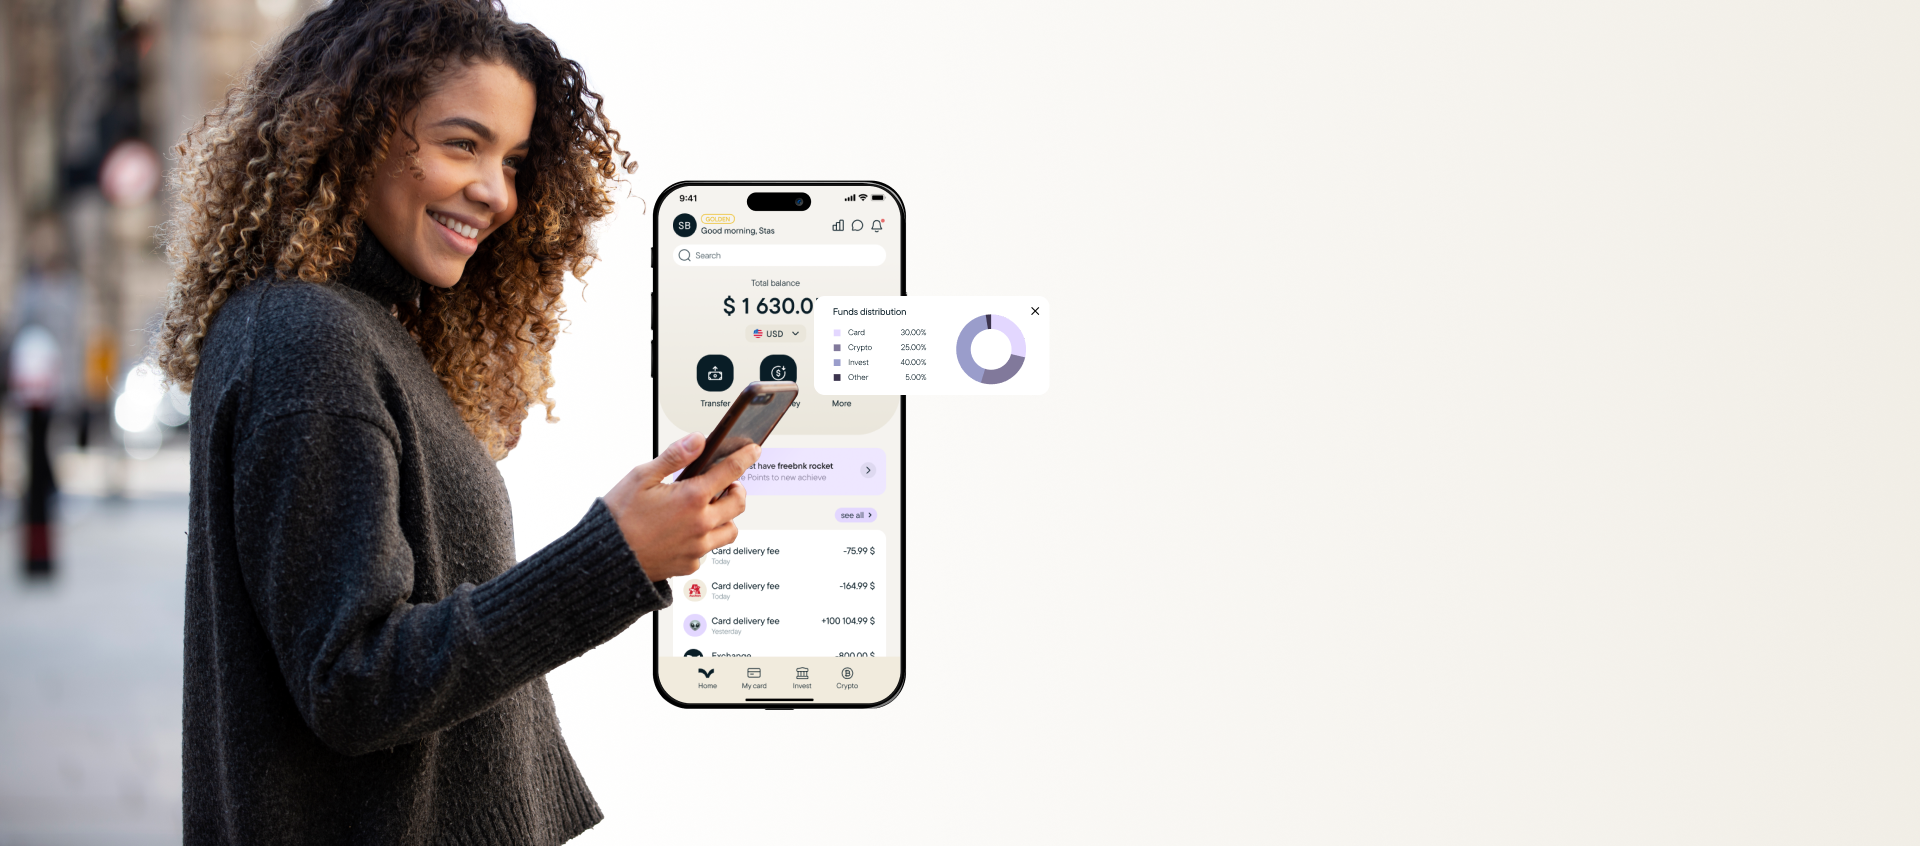 9:41
SB
GOLDEN
Good morning, Stas
Search
Total balance
$ 1 630.0
USD
Funds distribution
Card 30.00%
Crypto 25.00%
Invest 40.00%
Other 5.00%
Transfer
More
have freebnk rocket
Points to new achieve
see all
Card delivery fee -75.99 $
Today
Card delivery fee -164.99 $
Today
Card delivery fee +100 104.99 $
Yesterday
Exchange -800.00 $
Home My card Invest Crypto